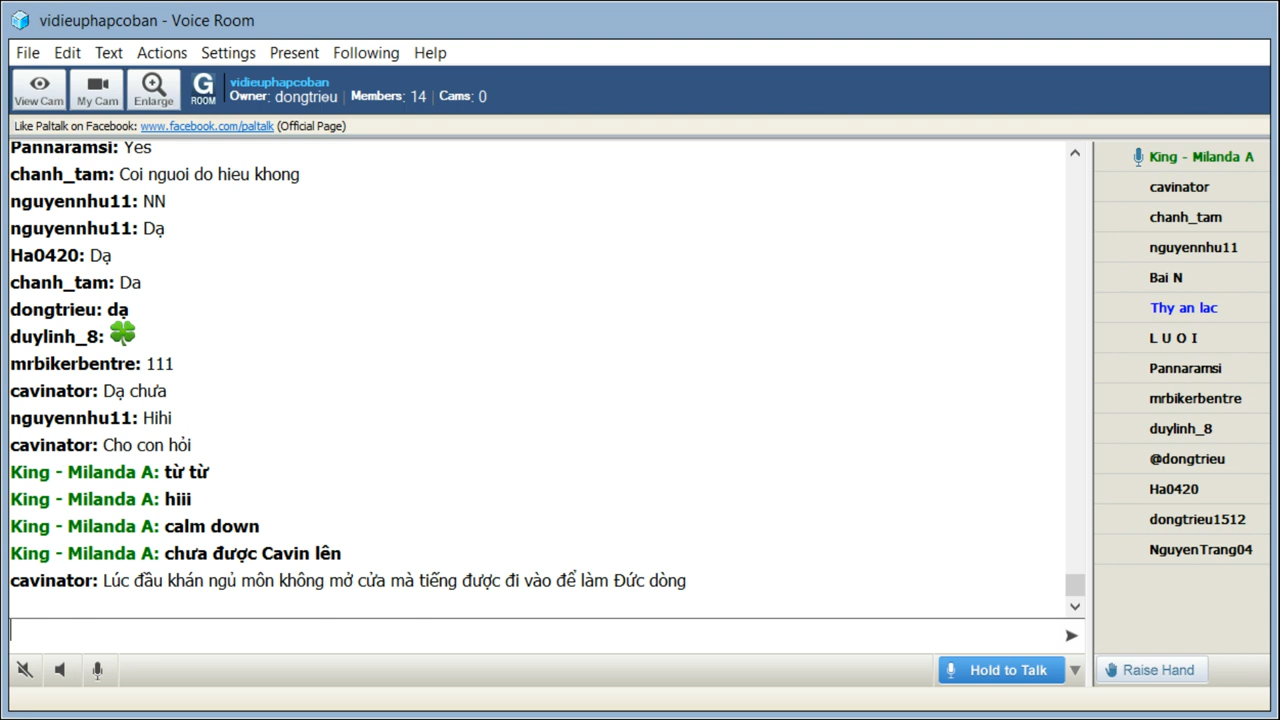 vidieuphapcoban - Voice Room
File Edit Text Actions Settings Present Following Help
View Cam My Cam Enlarge G ROOM
vidieuphapcoban
Owner: dongtrieu | Members: 14 | Cams: 0
Like Paltalk on Facebook: www.facebook.com/paltalk (Official Page)
Pannaramsi: Yes
chanh_tam: Coi nguoi do hieu khong
nguyennhu11: NN
nguyennhu11: Dạ
Ha0420: Dạ
chanh_tam: Da
dongtrieu: dạ
duylinh_8:
mrbikerbentre: 111
cavinator: Dạ chưa
nguyennhu11: Hihi
cavinator: Cho con hỏi
King - Milanda A: từ từ
King - Milanda A: hiii
King - Milanda A: calm down
King - Milanda A: chưa được Cavin lên
cavinator: Lúc đầu khán ngủ môn không mở cửa mà tiếng được đi vào để làm Đức dòng
King - Milanda A
cavinator
chanh_tam
nguyennhu11
Bai N
Thy an lac
L U O I
Pannaramsi
mrbikerbentre
duylinh_8
@dongtrieu
Ha0420
dongtrieu1512
NguyenTrang04
Hold to Talk
Raise Hand